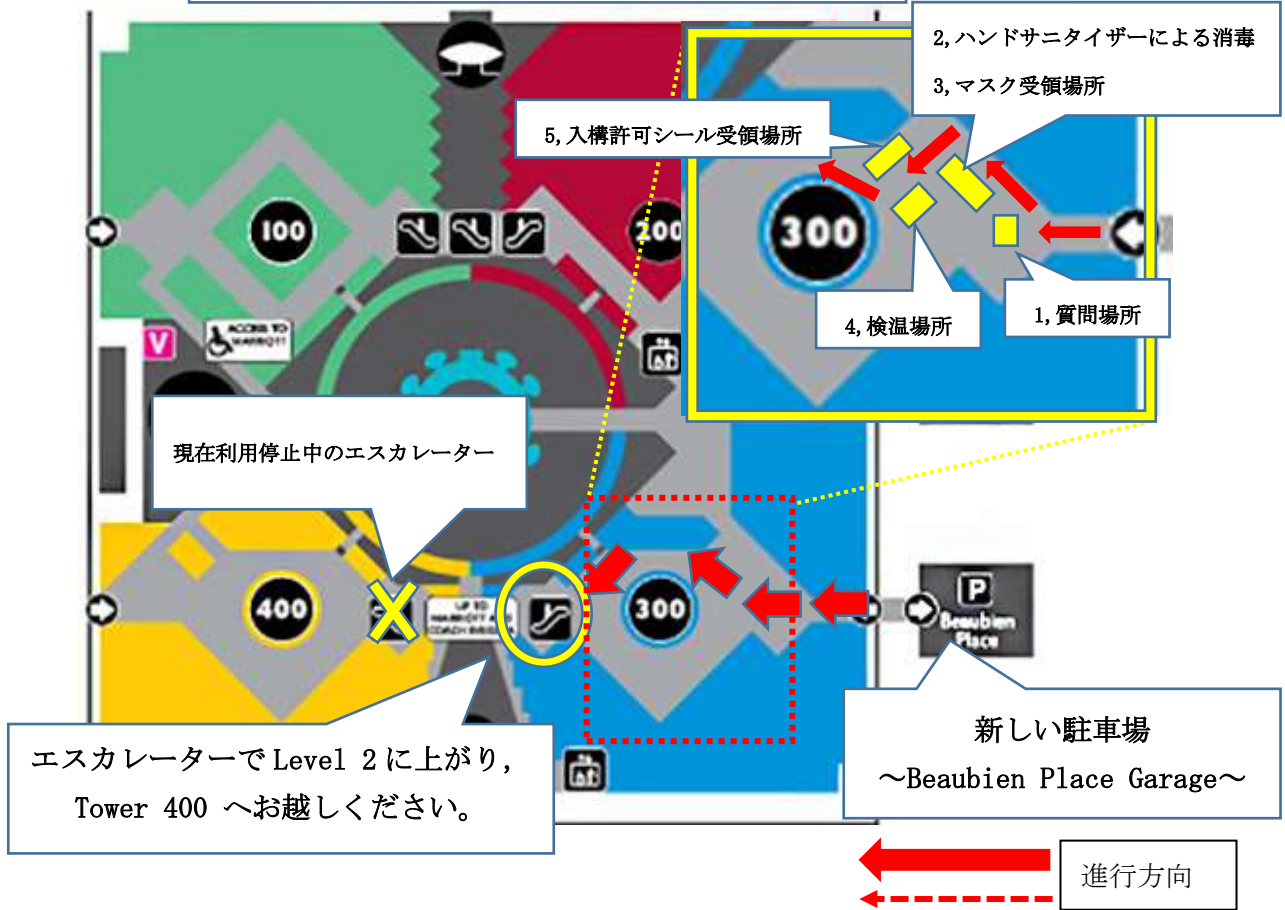 2,ハンドサニタイザーによる消毒
3,マスク受領場所
5,入構許可シール受領場所
300
4,検温場所
1,質問場所
100
200
V
ACCESS TO
MARRIOTT
現在利用停止中のエスカレーター
400
UP TO
MARRIOTT AND
300
P
Beaubien
Place
エスカレーターで Level 2 に上がり,
Tower 400 へお越しください。
新しい駐車場
~Beaubien Place Garage~
進行方向